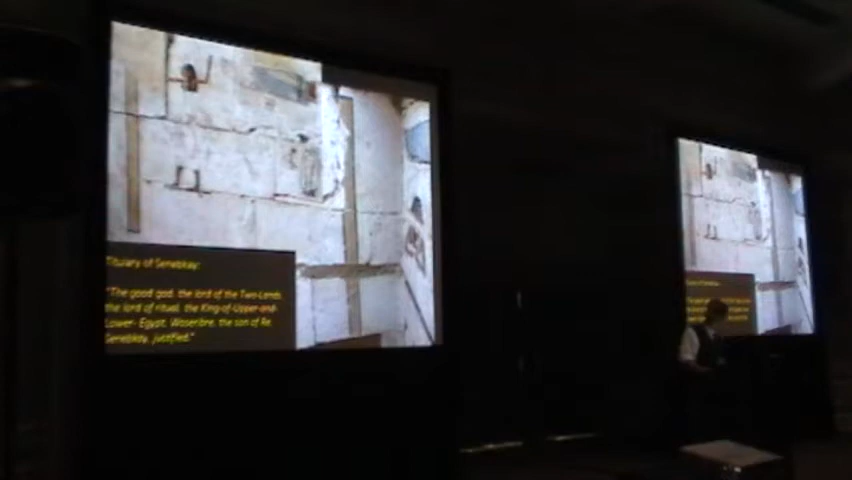 Titulary of Senebkay:
"The good god, the lord of the Two-Lands,
the lord of ritual, the King-of-Upper-and-
Lower- Egypt, Woseribre, the son of Re,
Senebkay, justified."